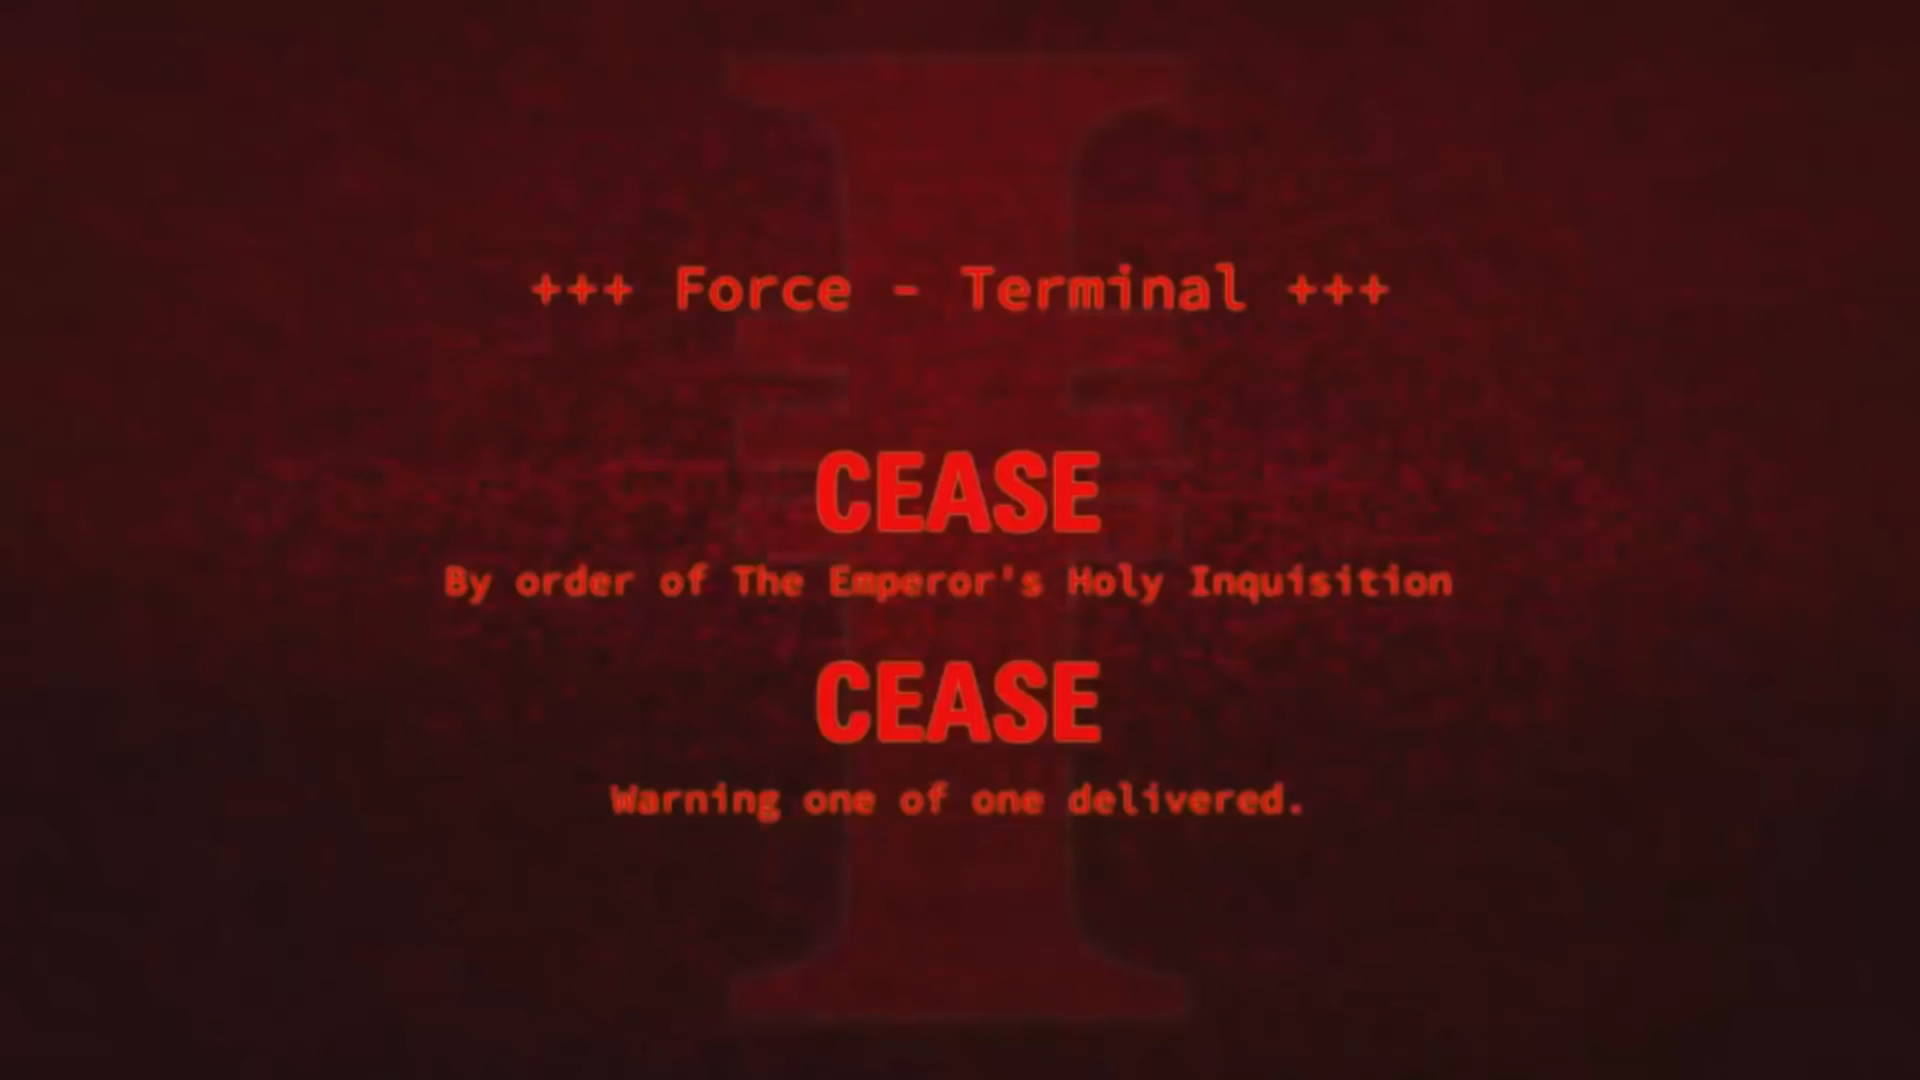 +++ Force - Terminal +++
CEASE
By order of The Emperor's Holy Inquisition
CEASE
Warning one of one delivered.